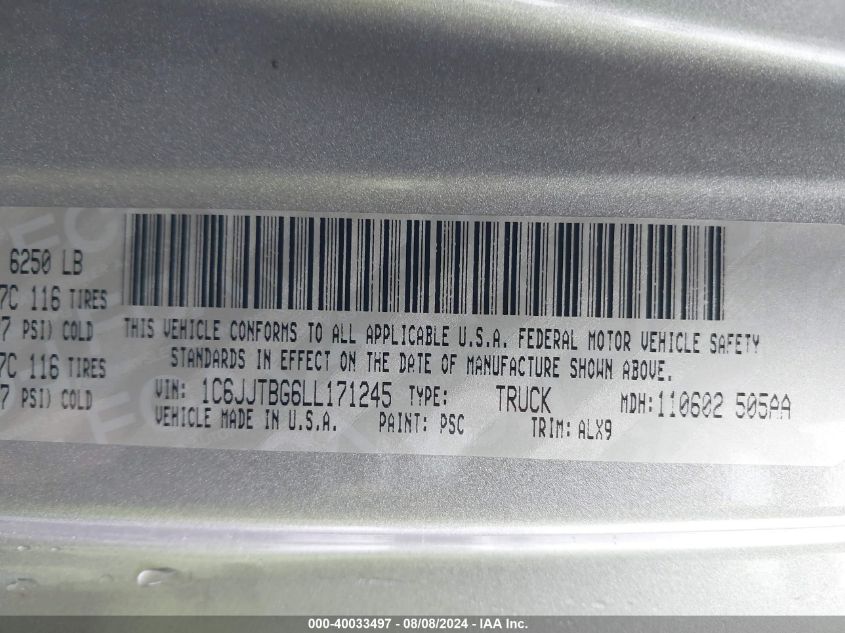 6250 LB
7C 116 TIRES
7 PSI) COLD
7C 116 TIRES
7 PSI) COLD
THIS VEHICLE CONFORMS TO ALL APPLICABLE U.S.A. FEDERAL MOTOR VEHICLE SAFETY
STANDARDS IN EFFECT ON THE DATE OF MANUFACTURE SHOWN ABOVE.
VIN: 1C6JJTBG6LL171245 TYPE: TRUCK MDH: 110602 505AA
VEHICLE MADE IN U.S.A. PAINT: PSC TRIM: ALX9
000-40033497 - 08/08/2024 - IAA Inc.